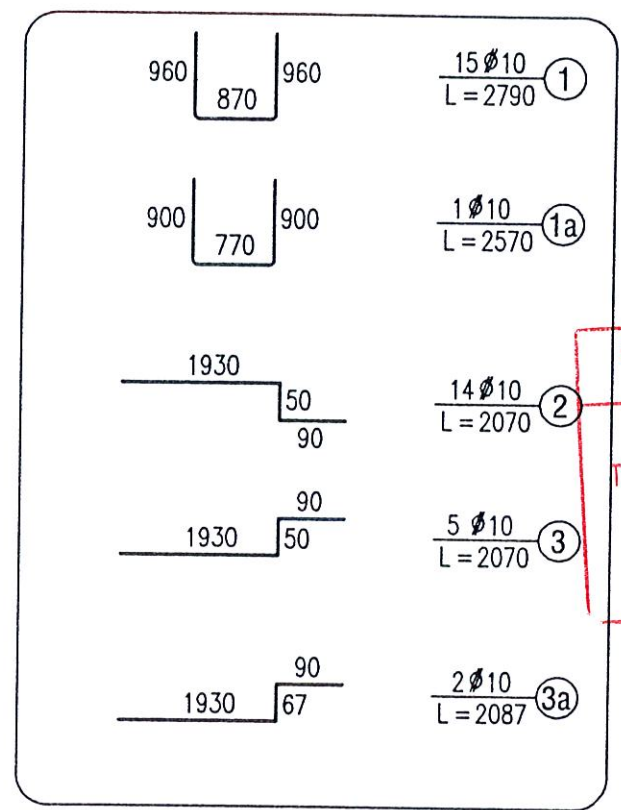 960 960 15 ⌀10
870 L = 2790 1
900 900 1 ⌀10
770 L = 2570 1a
1930
50 14 ⌀10
90 L = 2070 2
90
1930 50 5 ⌀10
L = 2070 3
90
1930 67 2 ⌀10
L = 2087 3a